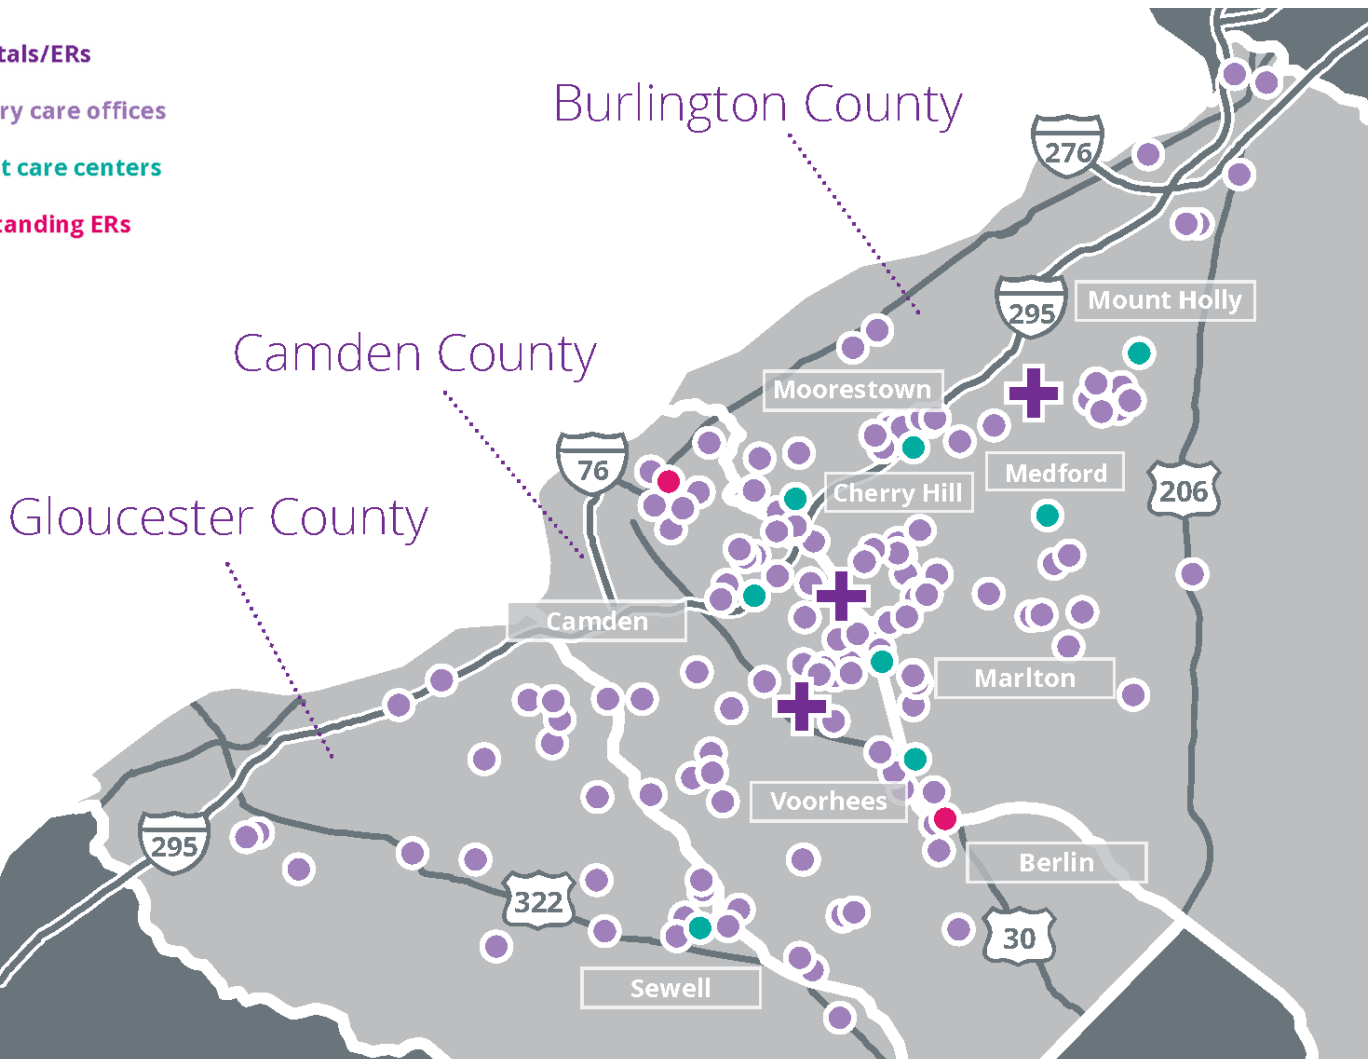 tals/ERs
ry care offices
t care centers
tanding ERs
Burlington County
276
Mount Holly
295
Camden County
Moorestown
76
Medford
Cherry Hill
206
Gloucester County
Camden
Marlton
Voorhees
295
Berlin
322
30
Sewell